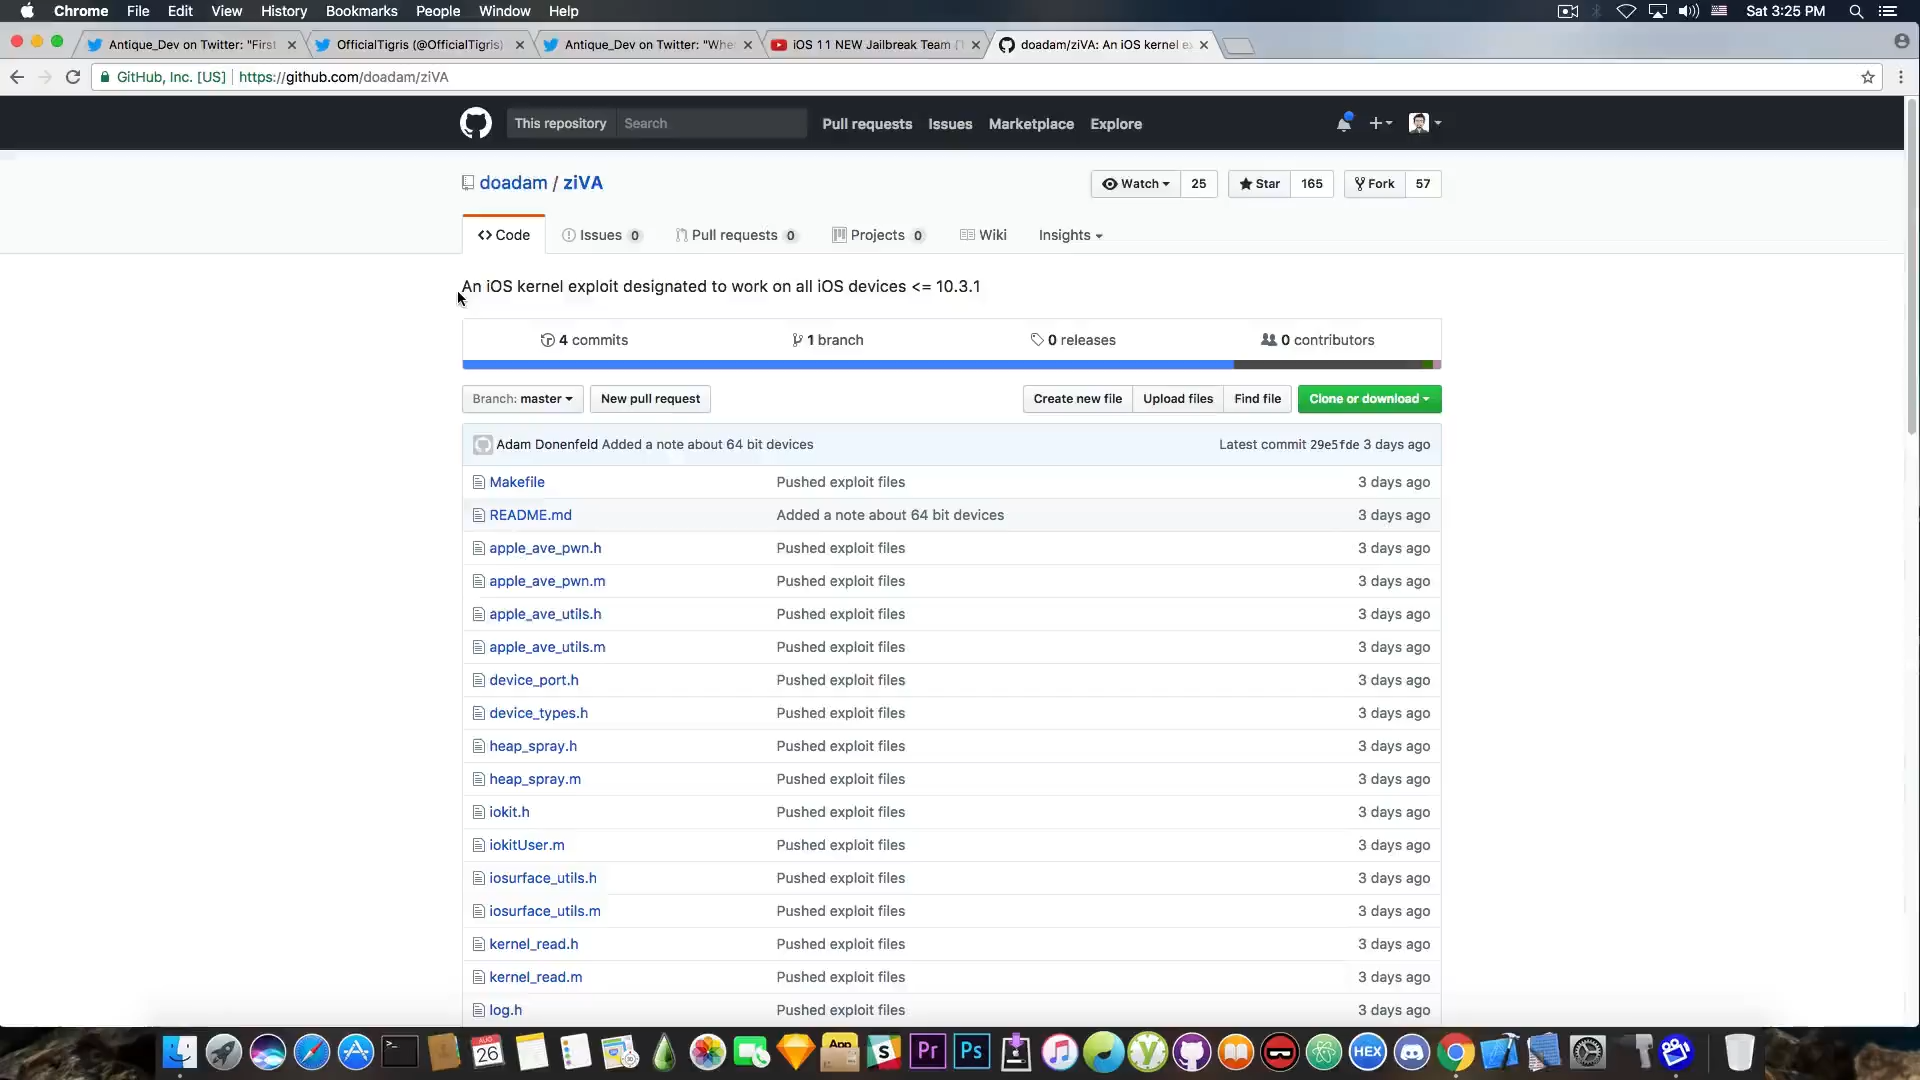 Chrome File Edit View History Bookmarks People Window Help Sat 3:25 PM
Antique_Dev on Twitter: "First OfficialTigris (@OfficialTigris) Antique_Dev on Twitter: "Whe iOS 11 NEW Jailbreak Team doadam/ziVA: An iOS kernel e
GitHub, Inc. [US] https://github.com/doadam/ziVA
This repository Search Pull requests Issues Marketplace Explore
doadam / ziVA
Watch 25 Star 165 Fork 57
Code Issues 0 Pull requests 0 Projects 0 Wiki Insights
An iOS kernel exploit designated to work on all iOS devices <= 10.3.1
4 commits 1 branch 0 releases 0 contributors
Branch: master New pull request Create new file Upload files Find file Clone or download
Adam Donenfeld Added a note about 64 bit devices Latest commit 29e5fde 3 days ago
Makefile Pushed exploit files 3 days ago
README.md Added a note about 64 bit devices 3 days ago
apple_ave_pwn.h Pushed exploit files 3 days ago
apple_ave_pwn.m Pushed exploit files 3 days ago
apple_ave_utils.h Pushed exploit files 3 days ago
apple_ave_utils.m Pushed exploit files 3 days ago
device_port.h Pushed exploit files 3 days ago
device_types.h Pushed exploit files 3 days ago
heap_spray.h Pushed exploit files 3 days ago
heap_spray.m Pushed exploit files 3 days ago
iokit.h Pushed exploit files 3 days ago
iokitUser.m Pushed exploit files 3 days ago
iosurface_utils.h Pushed exploit files 3 days ago
iosurface_utils.m Pushed exploit files 3 days ago
kernel_read.h Pushed exploit files 3 days ago
kernel_read.m Pushed exploit files 3 days ago
log.h Pushed exploit files 3 days ago
AUG 26 App S Pr Ps HEX